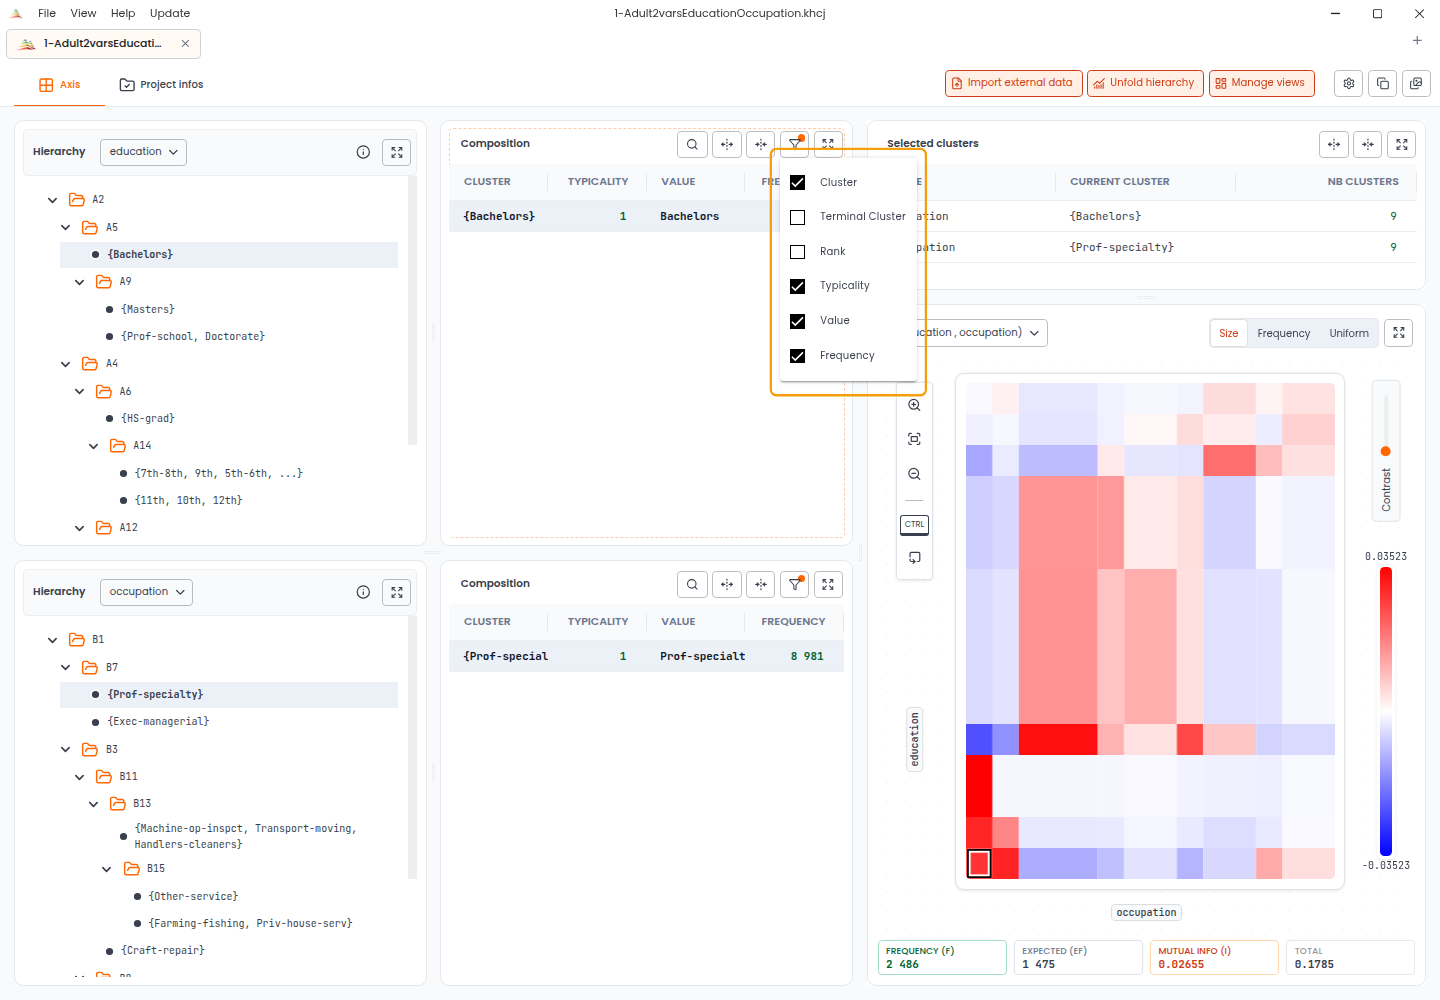 File View Help Update
1-Adult2varsEducationOccupation.khcj
1-Adult2varsEducati...
Axis
Project infos
Import external data
Unfold hierarchy
Manage views
Hierarchy education
A2
A5
{Bachelors}
A9
{Masters}
{Prof-school, Doctorate}
A4
A6
{HS-grad}
A14
{7th-8th, 9th, 5th-6th, ...}
{11th, 10th, 12th}
A12
Composition
CLUSTER TYPICALITY VALUE FRE
{Bachelors} 1 Bachelors
Cluster
Terminal Cluster
Rank
Typicality
Value
Frequency
Selected clusters
E CURRENT CLUSTER NB CLUSTERS
ation {Bachelors} 9
pation {Prof-specialty} 9
ucation , occupation)
Size Frequency Uniform
CTRL
Contrast
0.03523
-0.03523
education
occupation
Hierarchy occupation
B1
B7
{Prof-specialty}
{Exec-managerial}
B3
B11
B13
{Machine-op-inspct, Transport-moving,
Handlers-cleaners}
B15
{Other-service}
{Farming-fishing, Priv-house-serv}
{Craft-repair}
Composition
CLUSTER TYPICALITY VALUE FREQUENCY
{Prof-special 1 Prof-specialt 8 981
FREQUENCY (F)
2 486
EXPECTED (EF)
1 475
MUTUAL INFO (I)
0.02655
TOTAL
0.1785